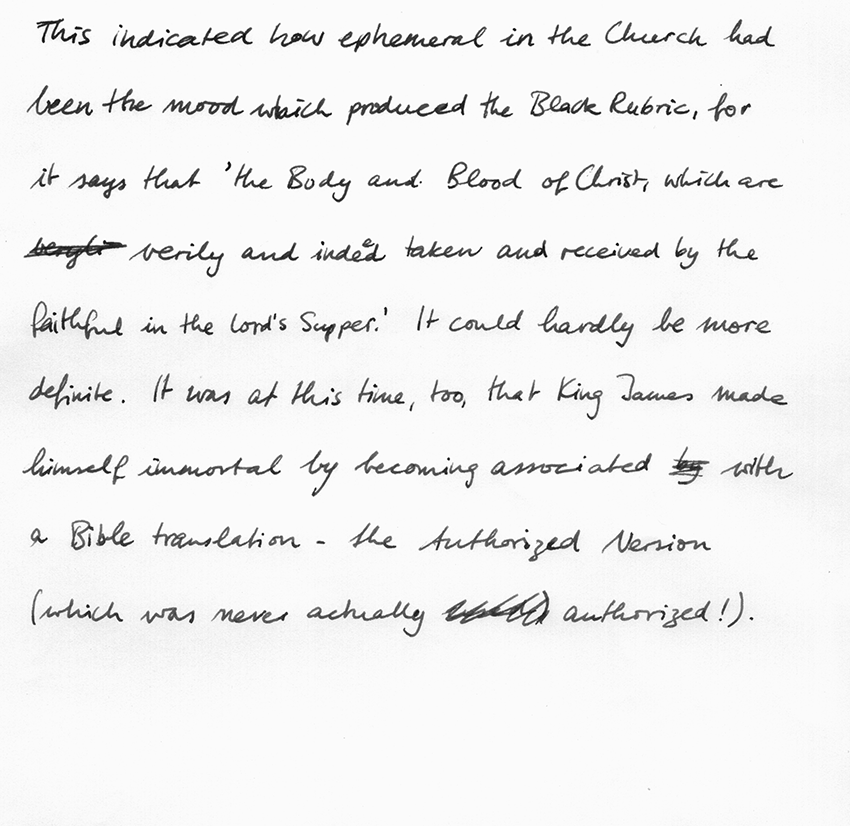 This indicated how ephemeral in the Church had
been the mood which produced the Black Rubric, for
it says that 'the Body and Blood of Christ, which are
verily and indeed taken and received by the
faithful in the Lord's Supper.' It could hardly be more
definite. It was at this time, too, that King James made
himself immortal by becoming associated with
a Bible translation - the Authorized Version
(which was never actually authorized!).